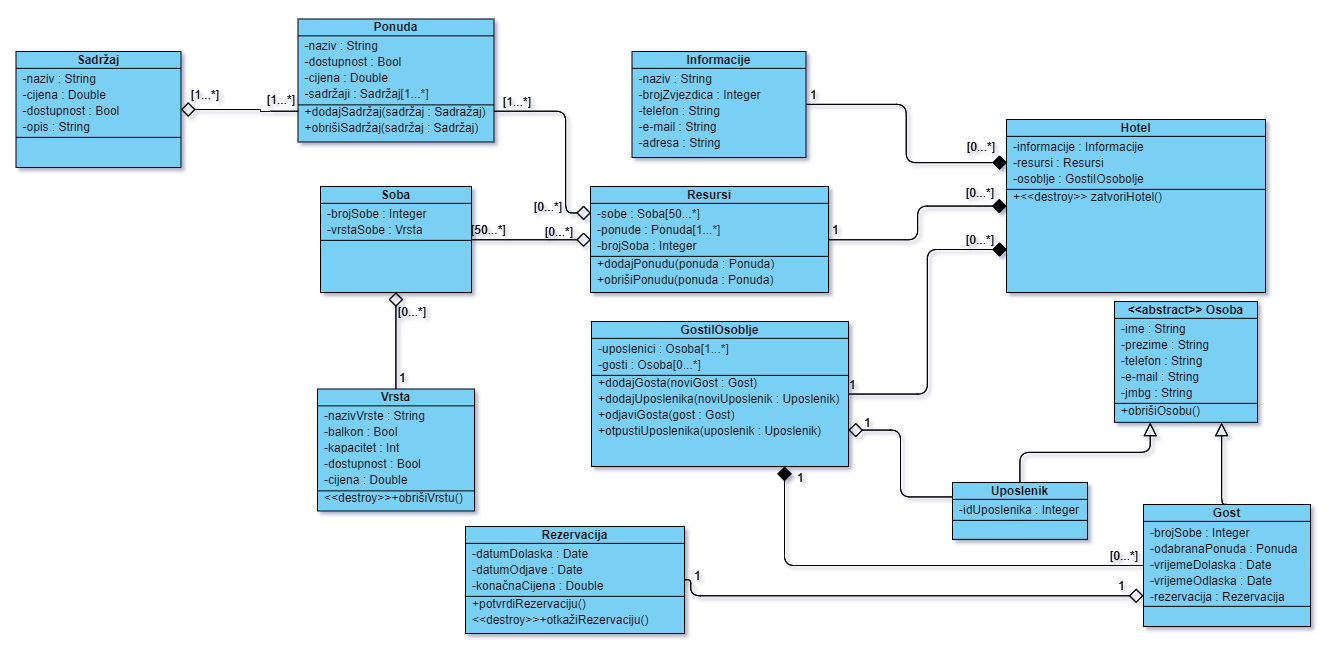 Sadržaj
-naziv : String
-cijena : Double
-dostupnost : Bool
-opis : String
[1...*]
[1...*]
Ponuda
-naziv : String
-dostupnost : Bool
-cijena : Double
-sadržaji : Sadržaj[1...*]
+dodajSadržaj(sadržaj : Sadražaj)
+obrišiSadržaj(sadržaj : Sadržaj)
[1...*]
[0...*]
Informacije
-naziv : String
-brojZvjezdica : Integer
-telefon : String
-e-mail : String
-adresa : String
1
[0...*]
Hotel
-informacije : Informacije
-resursi : Resursi
-osoblje : GostiIOsobolje
+<<destroy>> zatvoriHotel()
Soba
-brojSobe : Integer
-vrstaSobe : Vrsta
[50...*]
[0...*]
Resursi
-sobe : Soba[50...*]
-ponude : Ponuda[1...*]
-brojSoba : Integer
+dodajPonudu(ponuda : Ponuda)
+obrišiPonudu(ponuda : Ponuda)
1
[0...*]
[0...*]
[0...*]
1
Vrsta
-nazivVrste : String
-balkon : Bool
-kapacitet : Int
-dostupnost : Bool
-cijena : Double
<<destroy>>+obrišiVrstu()
GostiIOsoblje
-uposlenici : Osoba[1...*]
-gosti : Osoba[0...*]
+dodajGosta(noviGost : Gost)
+dodajUposlenika(noviUposlenik : Uposlenik)
+odjaviGosta(gost : Gost)
+otpustiUposlenika(uposlenik : Uposlenik)
1
1
1
<<abstract>> Osoba
-ime : String
-prezime : String
-telefon : String
-e-mail : String
-jmbg : String
+obrišiOsobu()
Uposlenik
-idUposlenika : Integer
Gost
-brojSobe : Integer
-odabranaPonuda : Ponuda
-vrijemeDolaska : Date
-vrijemeOdlaska : Date
-rezervacija : Rezervacija
[0...*]
1
1
Rezervacija
-datumDolaska : Date
-datumOdjave : Date
-konačnaCijena : Double
+potvrdiRezervaciju()
<<destroy>>+otkažiRezervaciju()